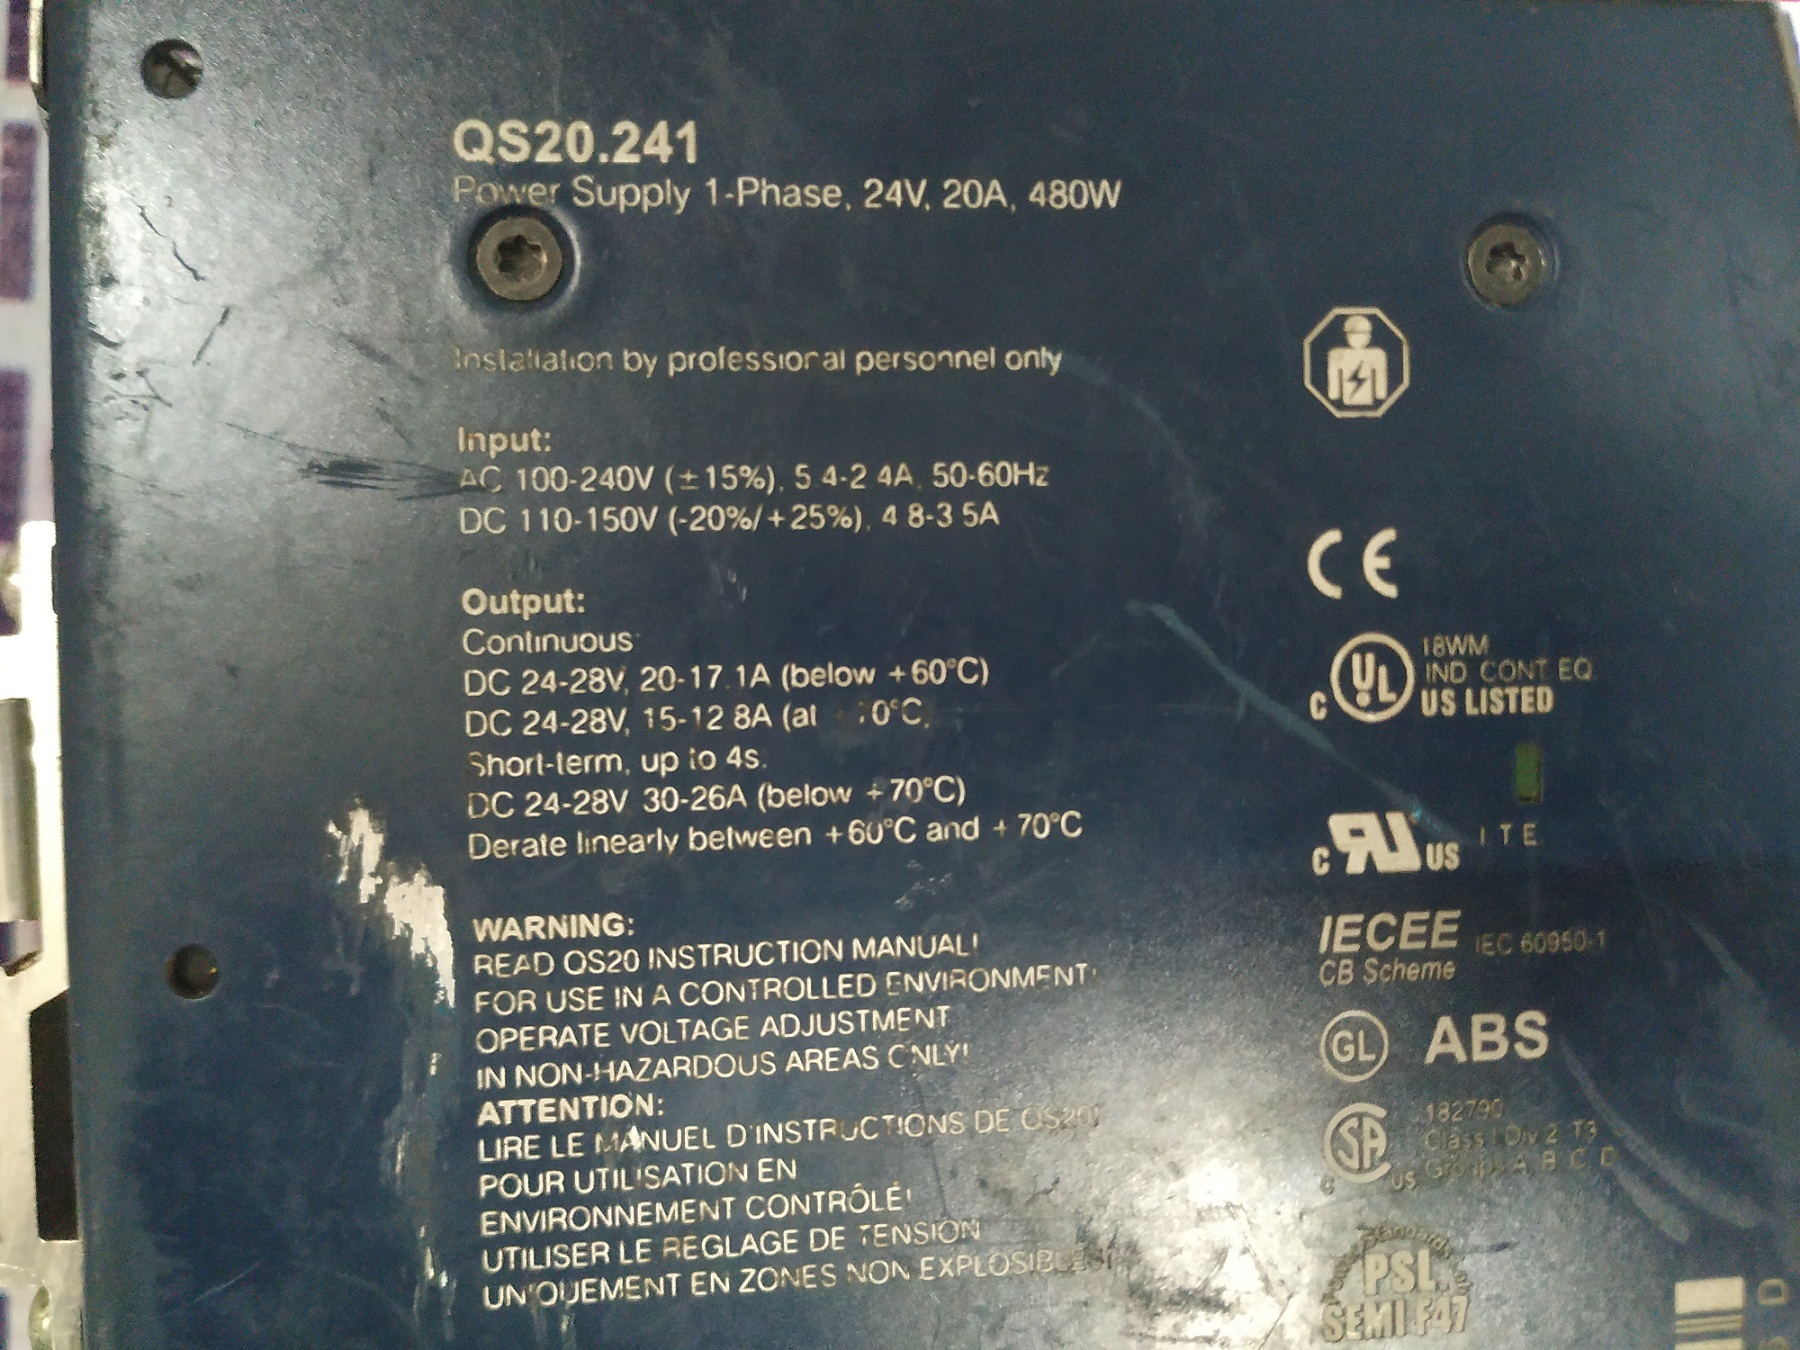 QS20.241
Power Supply 1-Phase, 24V, 20A, 480W
Installation by professional personnel only
Input:
AC 100-240V (±15%), 5.4-2.4A, 50-60Hz
DC 110-150V (-20%/+25%), 4.8-3.5A
Output:
Continuous:
DC 24-28V, 20-17.1A (below +60°C)
DC 24-28V, 15-12.8A (at +70°C)
Short-term, up to 4s:
DC 24-28V 30-26A (below +70°C)
Derate linearly between +60°C and +70°C
WARNING:
READ QS20 INSTRUCTION MANUAL!
FOR USE IN A CONTROLLED ENVIRONMENT!
OPERATE VOLTAGE ADJUSTMENT
IN NON-HAZARDOUS AREAS ONLY!
ATTENTION:
LIRE LE MANUEL D'INSTRUCTIONS DE QS20!
POUR UTILISATION EN
ENVIRONNEMENT CONTRÔLÉ!
UTILISER LE REGLAGE DE TENSION
UNIQUEMENT EN ZONES NON EXPLOSIBLES!
CE
18WM
IND. CONT. EQ.
C UL US LISTED
C RU US I.T.E.
IECEE IEC 60950-1
CB Scheme
GL ABS
182790
Class I Div 2 T3
C SA US Groups A, B, C, D
PSL
SEMI F47